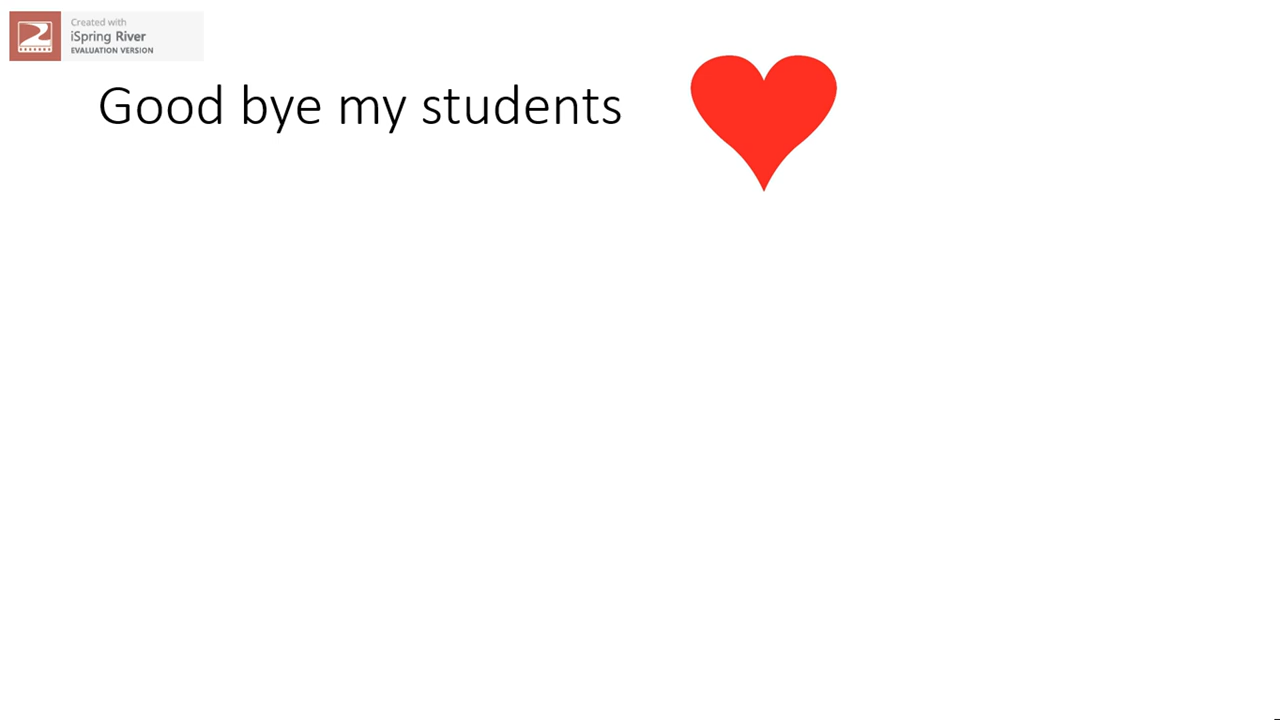 Created with
iSpring River
EVALUATION VERSION
Good bye my students